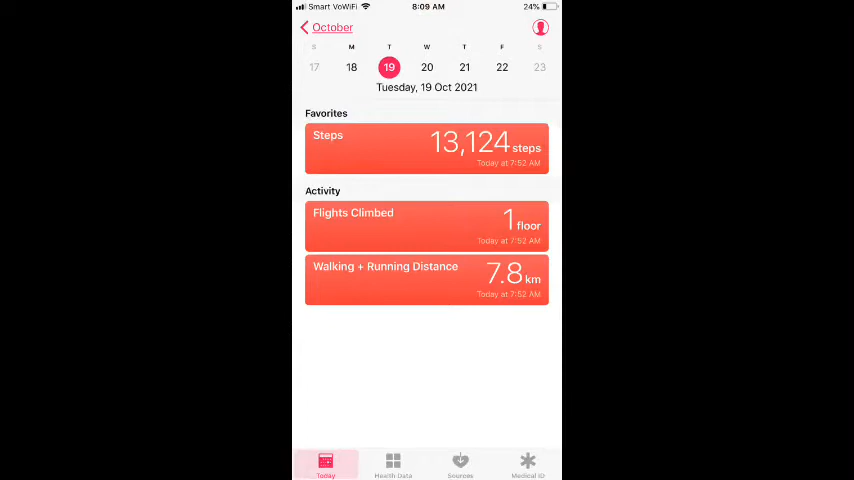 Smart VoWiFi 8:09 AM 24%
October
S M T W T F S
17 18 19 20 21 22 23
Tuesday, 19 Oct 2021
Favorites
Steps 13,124 steps
Today at 7:52 AM
Activity
Flights Climbed 1 floor
Today at 7:52 AM
Walking + Running Distance 7.8 km
Today at 7:52 AM
Today Health Data Sources Medical ID